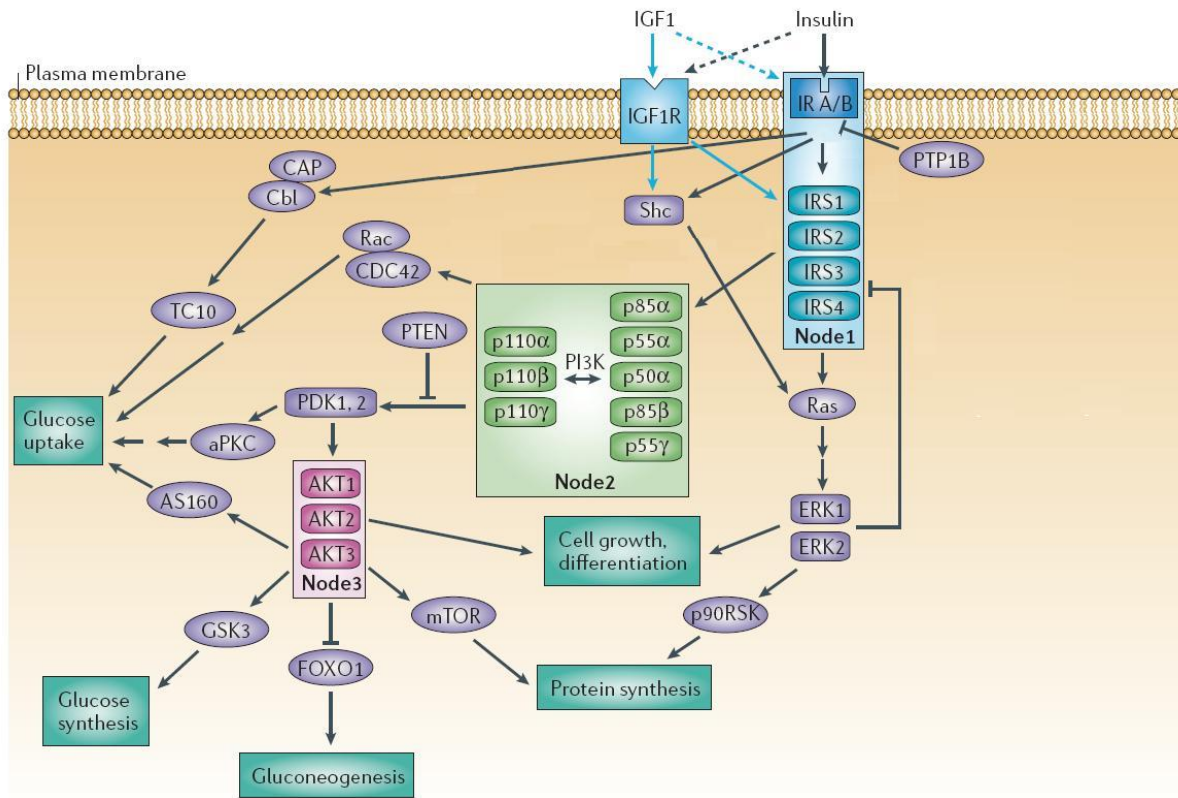 IGF1
Insulin
Plasma membrane
IGF1R
IR A/B
PTP1B
CAP
Cbl
Shc
IRS1
IRS2
IRS3
IRS4
Node1
Rac
CDC42
TC10
PTEN
p110α
p110β
p110γ
PI3K
p85α
p55α
p50α
p85β
p55γ
Node2
Ras
Glucose
uptake
PDK1, 2
aPKC
AS160
AKT1
AKT2
AKT3
Node3
Cell growth,
differentiation
ERK1
ERK2
GSK3
mTOR
p90RSK
FOXO1
Glucose
synthesis
Protein synthesis
Gluconeogenesis